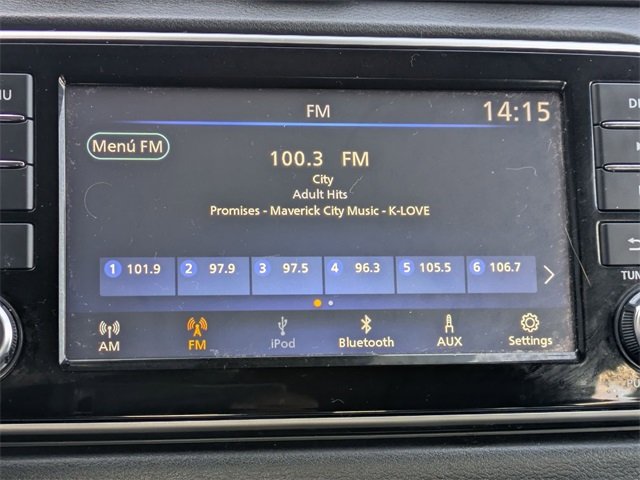 FM 14:15
Menú FM
100.3 FM
City
Adult Hits
Promises - Maverick City Music - K-LOVE
1 101.9 2 97.9 3 97.5 4 96.3 5 105.5 6 106.7
AM FM iPod Bluetooth AUX Settings